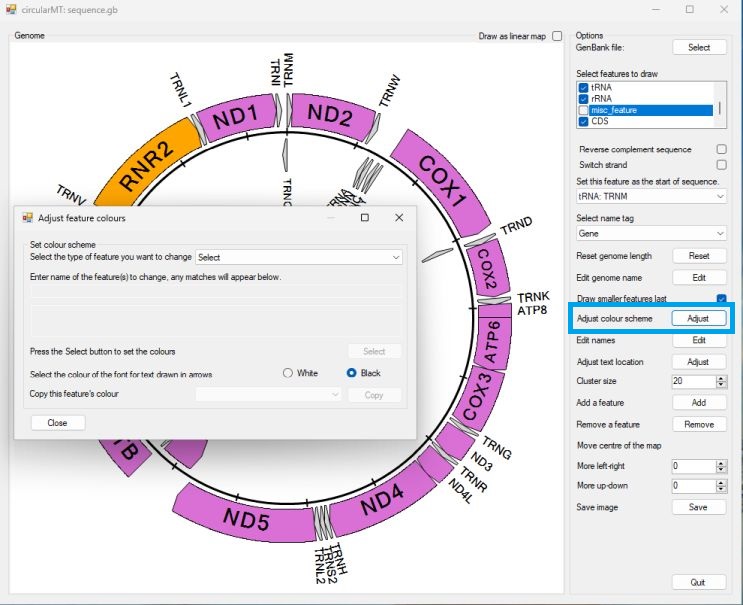 circularMT: sequence.gb
Genome
Draw as linear map
TRNL1
TRNI
TRNM
TRNW
ND1
ND2
RNR2
COX1
TRNV
TRND
COX2
TRNK
ATP8
ATP6
COX3
TRNG
ND3
TRNR
ND4L
ND4
ND5
TRNH
TRNS2
TRNL2
Adjust feature colours
Set colour scheme
Select the type of feature you want to change Select
Enter name of the feature(s) to change, any matches will appear below.
Press the Select button to set the colours Select
Select the colour of the font for text drawn in arrows White Black
Copy this feature's colour Copy
Close
Options
GenBank file: Select
Select features to draw
tRNA
rRNA
misc_feature
CDS
Reverse complement sequence
Switch strand
Set this feature as the start of sequence.
tRNA: TRNM
Select name tag
Gene
Reset genome length Reset
Edit genome name Edit
Draw smaller features last
Adjust colour scheme Adjust
Edit names Edit
Adjust text location Adjust
Cluster size 20
Add a feature Add
Remove a feature Remove
Move centre of the map
More left-right 0
More up-down 0
Save image Save
Quit